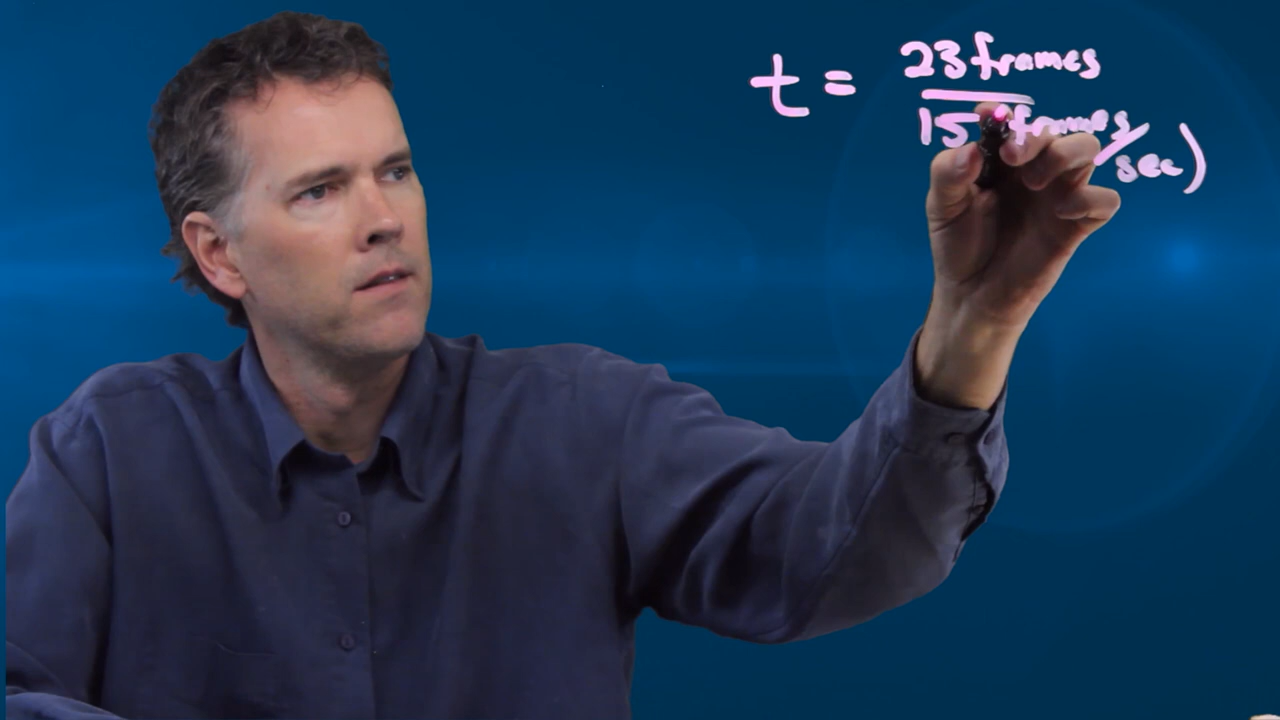 t = 23 frames
15 frames/sec)